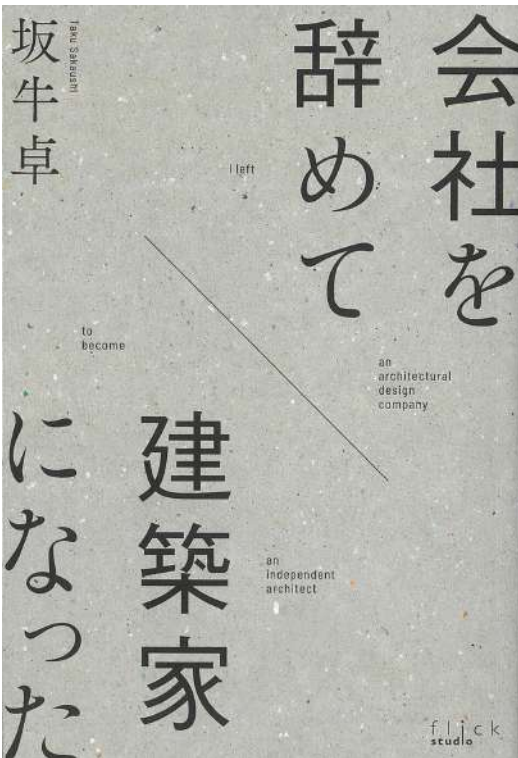 会社を
辞めて
建築家
になった
坂牛卓
Taku Sakaushi
I left
an
architectural
design
company
to
become
an
independent
architect
flick
studio